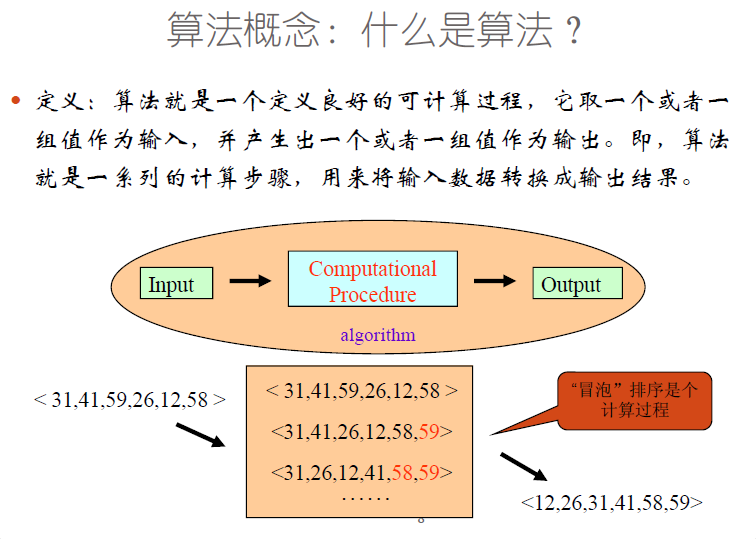 算法概念：什么是算法？
• 定义：算法就是一个定义良好的可计算过程，它取一个或者一
组值作为输入，并产生出一个或者一组值作为输出。即，算法
就是一系列的计算步骤，用来将输入数据转换成输出结果。
Input
Computational
Procedure
Output
algorithm
< 31,41,59,26,12,58 >
< 31,41,59,26,12,58 >
<31,41,26,12,58,59>
<31,26,12,41,58,59>
······
“冒泡”排序是个
计算过程
<12,26,31,41,58,59>